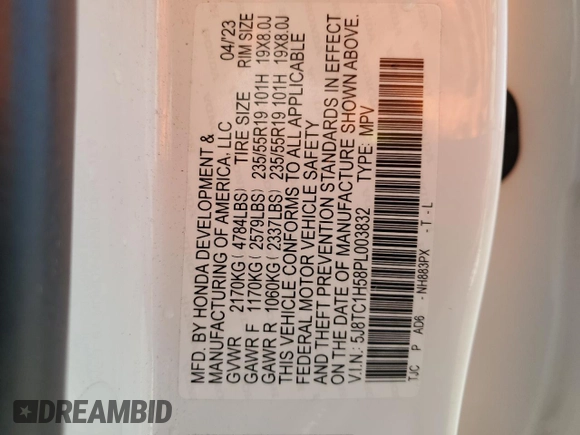 MFD. BY HONDA DEVELOPMENT &
MANUFACTURING OF AMERICA, LLC 04/'23
GVWR 2170KG ( 4784LBS) TIRE SIZE RIM SIZE
GAWR F 1170KG ( 2579LBS) 235/55R19 101H 19X8.0J
GAWR R 1060KG ( 2337LBS) 235/55R19 101H 19X8.0J
THIS VEHICLE CONFORMS TO ALL APPLICABLE
FEDERAL MOTOR VEHICLE SAFETY
AND THEFT PREVENTION STANDARDS IN EFFECT
ON THE DATE OF MANUFACTURE SHOWN ABOVE.
V.I.N.: 5J8TC1H58PL003832 TYPE: MPV
TJC P AD6 - NH883PX - T - L
DREAMBID